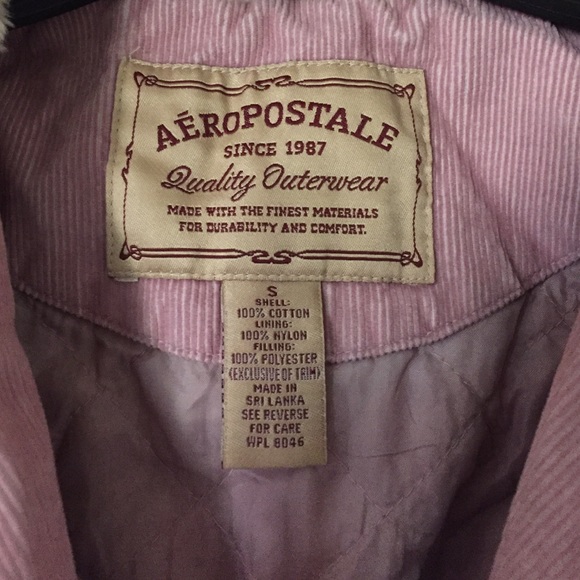 AĒROPOSTALE
SINCE 1987
Quality Outerwear
MADE WITH THE FINEST MATERIALS
FOR DURABILITY AND COMFORT.
S
SHELL:
100% COTTON
LINING:
100% NYLON
FILLING:
100% POLYESTER
(EXCLUSIVE OF TRIM)
MADE IN
SRI LANKA
SEE REVERSE
FOR CARE
WPL 8046